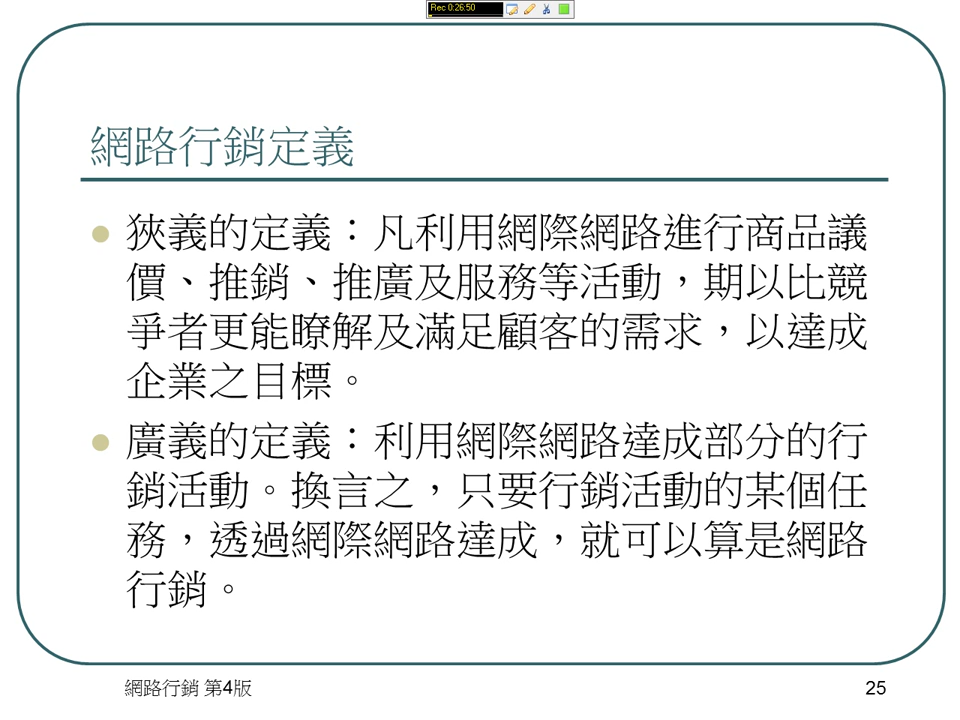 Rec 0:26:50
網路行銷定義
狹義的定義：凡利用網際網路進行商品議
價、推銷、推廣及服務等活動，期以比競
爭者更能瞭解及滿足顧客的需求，以達成
企業之目標。
廣義的定義：利用網際網路達成部分的行
銷活動。換言之，只要行銷活動的某個任
務，透過網際網路達成，就可以算是網路
行銷。
網路行銷 第4版
25